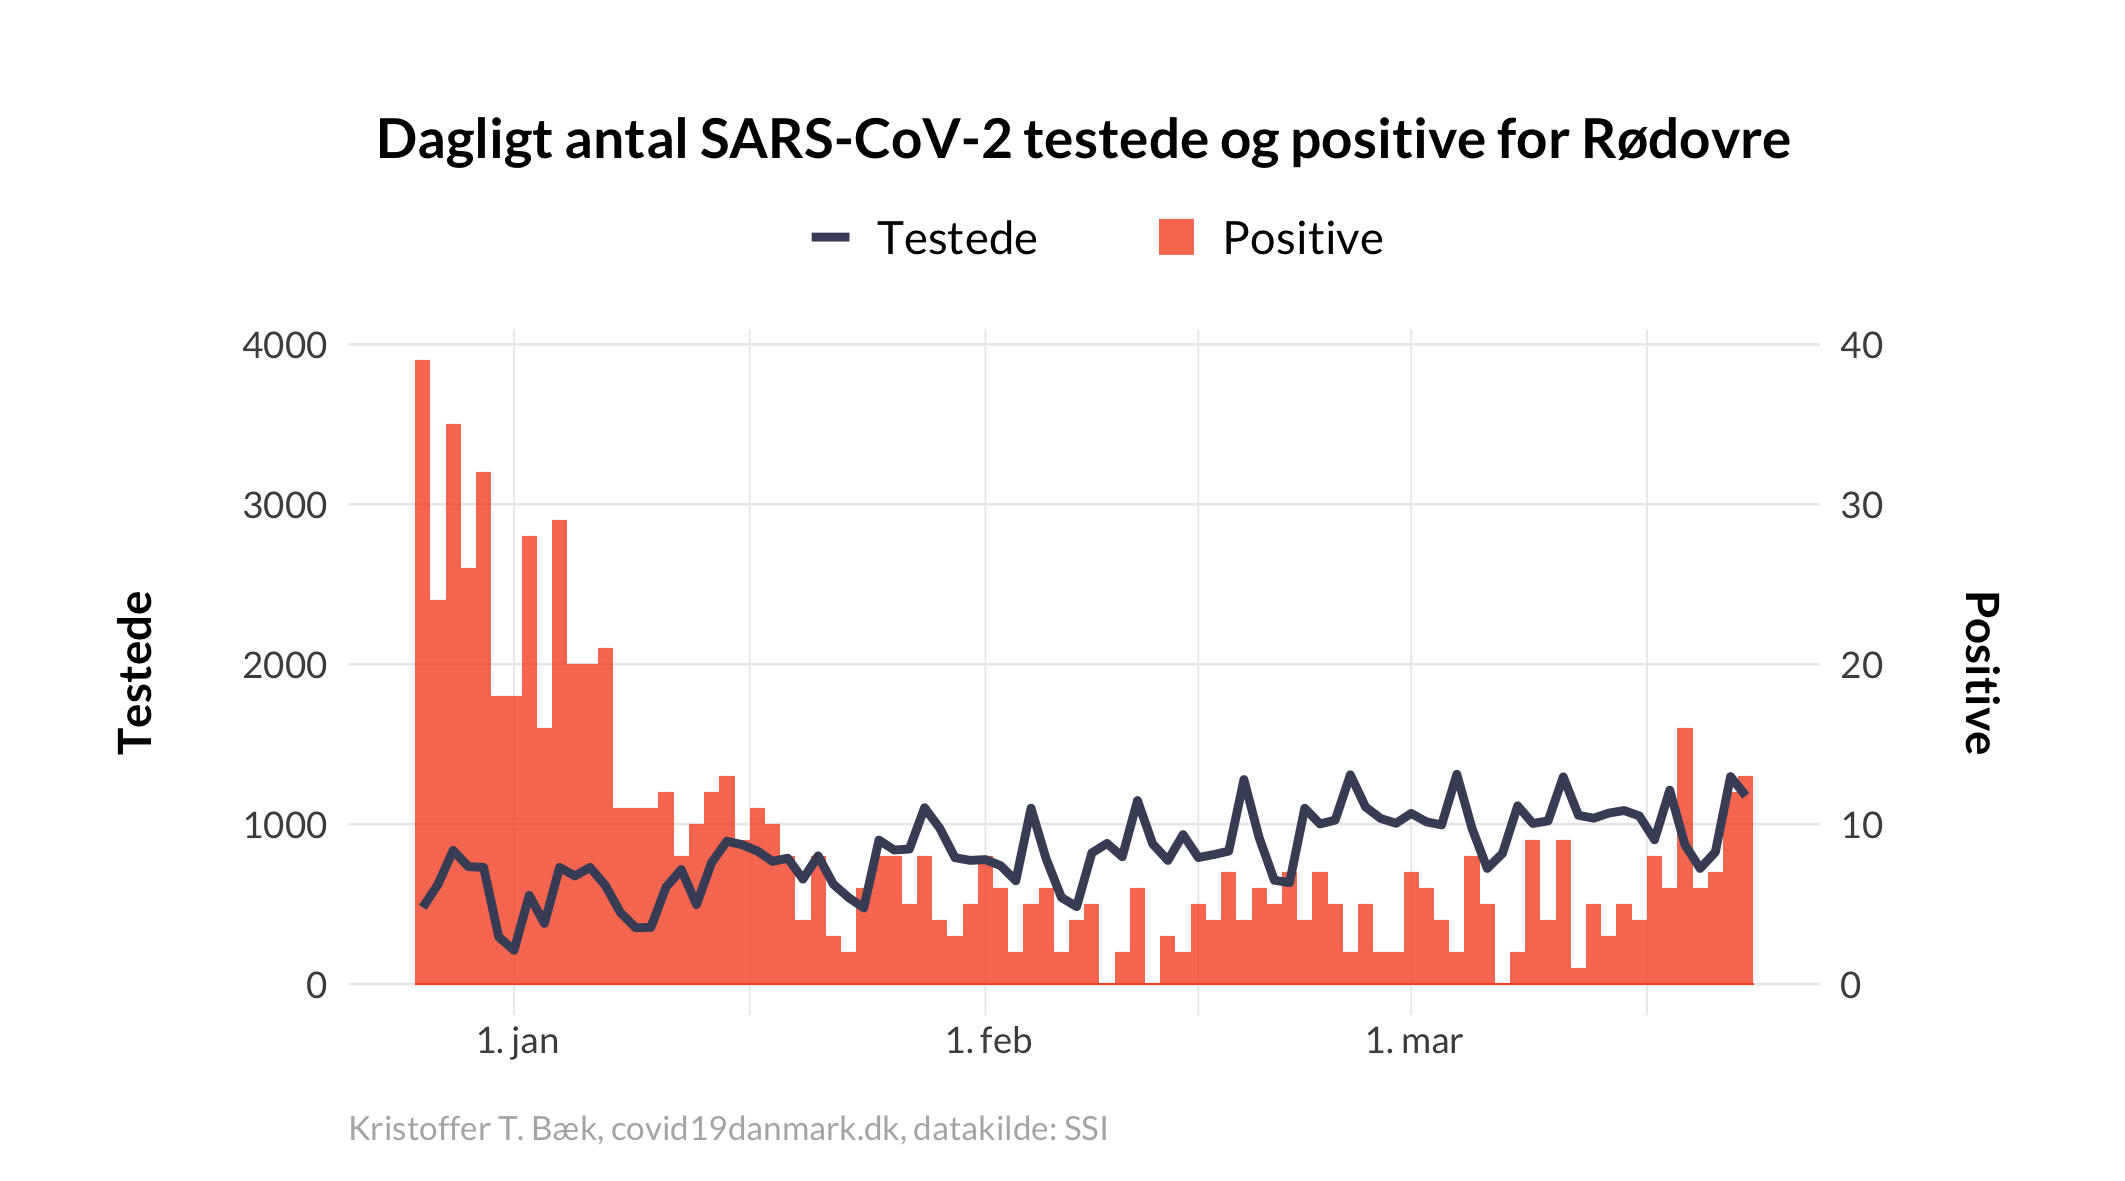 Dagligt antal SARS-CoV-2 testede og positive for Rødovre
Testede
Positive
4000
3000
2000
1000
0
40
30
20
10
0
Testede
Positive
1. jan
1. feb
1. mar
Kristoffer T. Bæk, covid19danmark.dk, datakilde: SSI